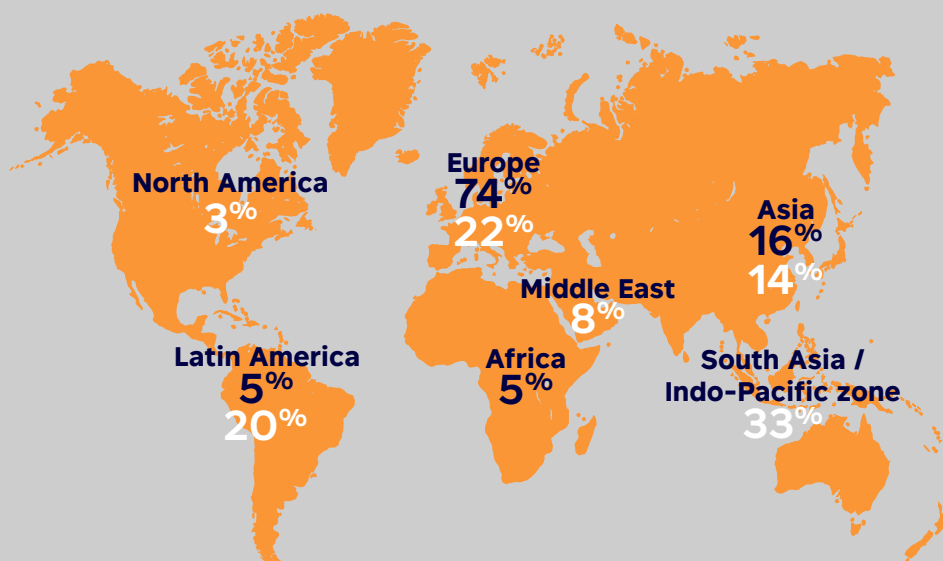 North America
3%
Europe
74%
22%
Asia
16%
14%
Middle East
8%
Latin America
5%
20%
Africa
5%
South Asia /
Indo-Pacific zone
33%